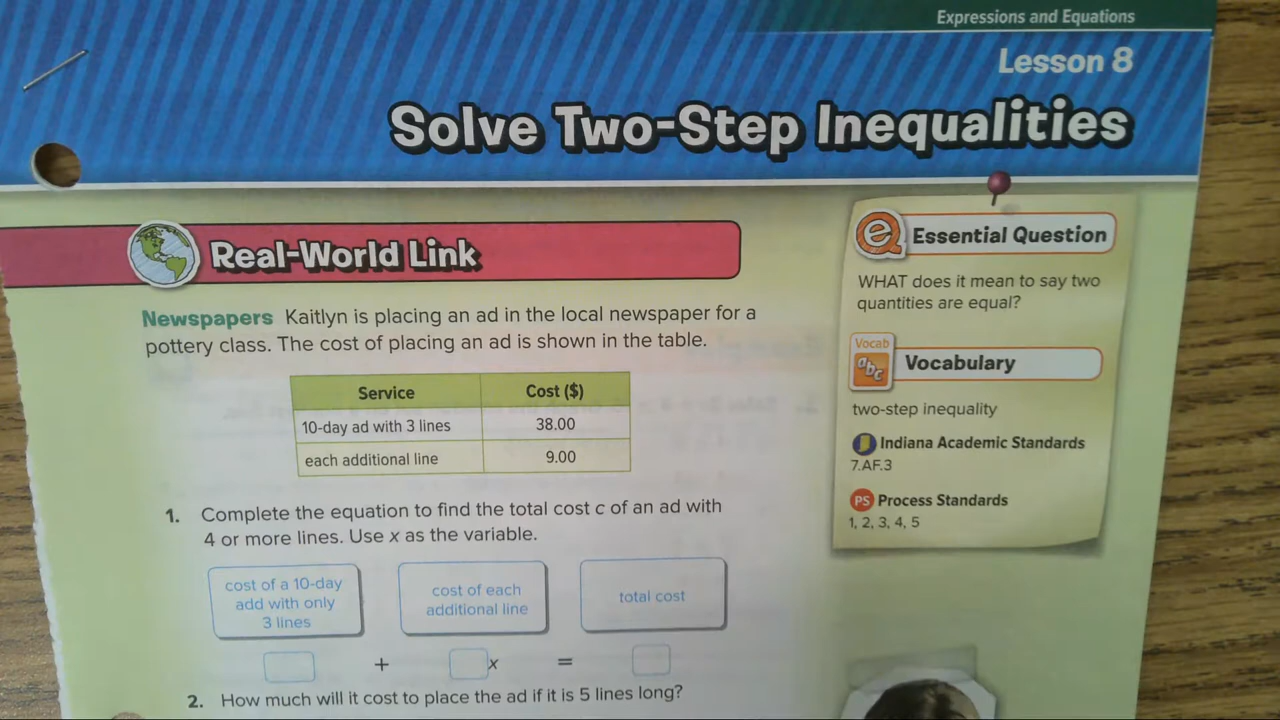 Expressions and Equations
Lesson 8
Solve Two-Step Inequalities
Real-World Link
Newspapers Kaitlyn is placing an ad in the local newspaper for a
pottery class. The cost of placing an ad is shown in the table.
Service Cost ($)
10-day ad with 3 lines 38.00
each additional line 9.00
1. Complete the equation to find the total cost c of an ad with
4 or more lines. Use x as the variable.
cost of a 10-day
add with only
3 lines
cost of each
additional line
total cost
+ x =
2. How much will it cost to place the ad if it is 5 lines long?
e Q Essential Question
WHAT does it mean to say two
quantities are equal?
Vocab
abc
Vocabulary
two-step inequality
Indiana Academic Standards
7.AF.3
PS Process Standards
1, 2, 3, 4, 5